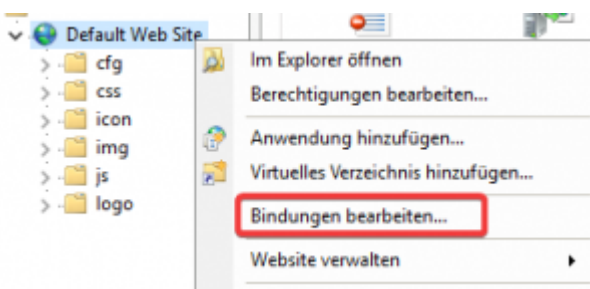 Default Web Site
cfg
css
icon
img
js
logo
Im Explorer öffnen
Berechtigungen bearbeiten...
Anwendung hinzufügen...
Virtuelles Verzeichnis hinzufügen...
Bindungen bearbeiten...
Website verwalten